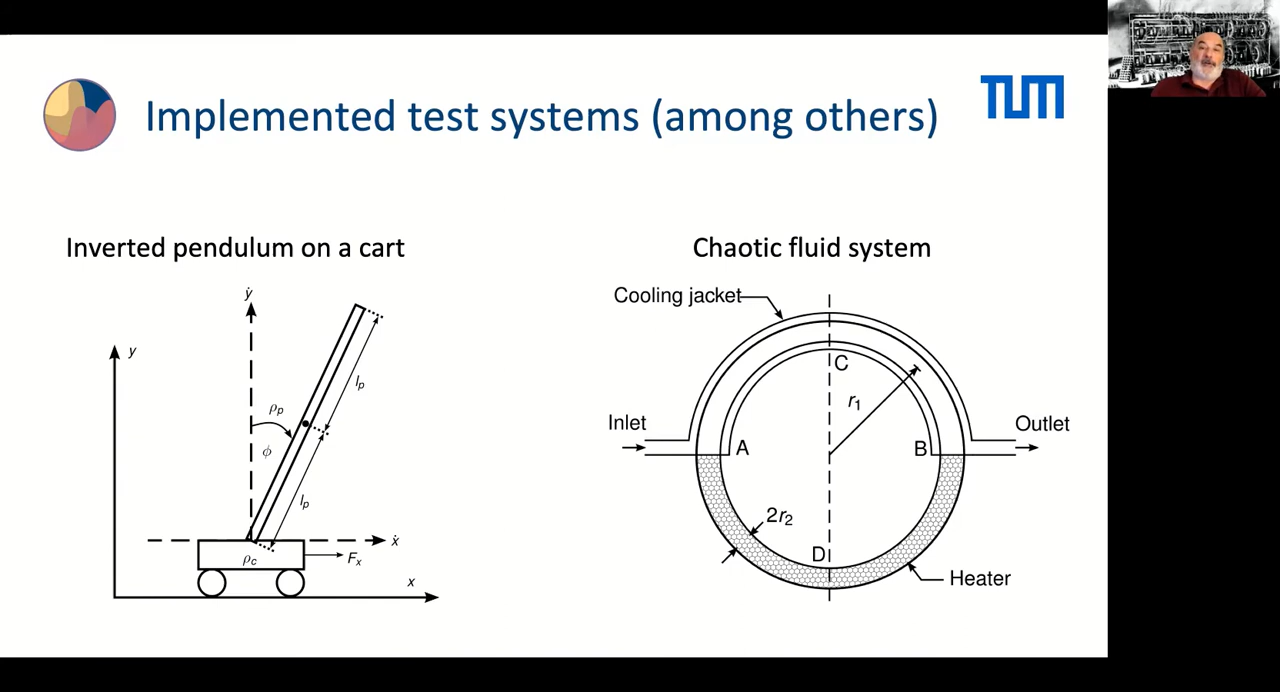 Implemented test systems (among others)
TUM
Inverted pendulum on a cart
ẏ
y
ρp
lp
ϕ
lp
ẋ
ρc
Fx
x
Chaotic fluid system
Cooling jacket
C
r1
Inlet
Outlet
A
B
2r2
D
Heater